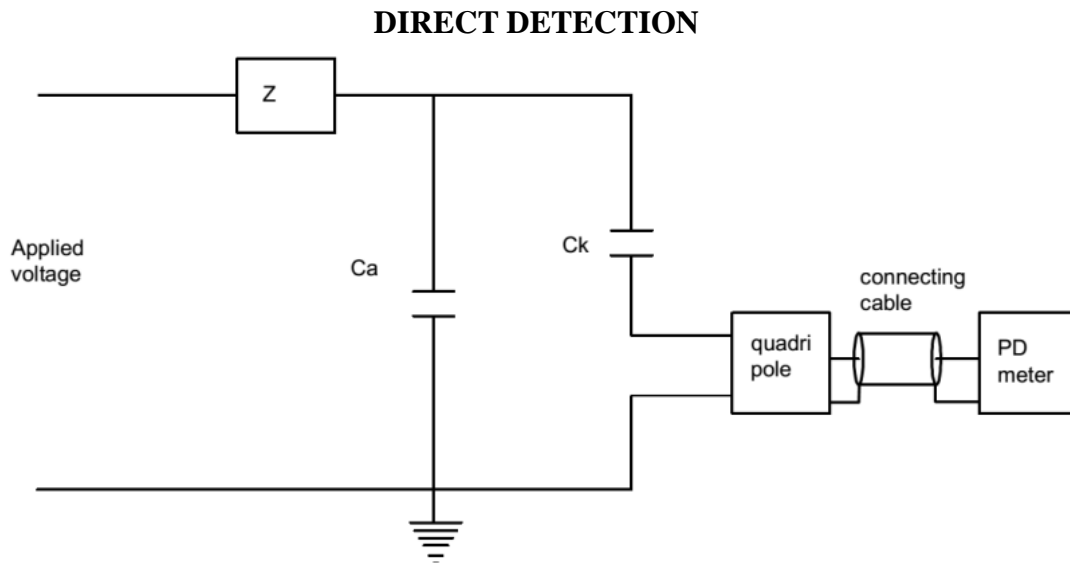 DIRECT DETECTION
Z
Applied
voltage
Ca
Ck
connecting
cable
quadri
pole
PD
meter